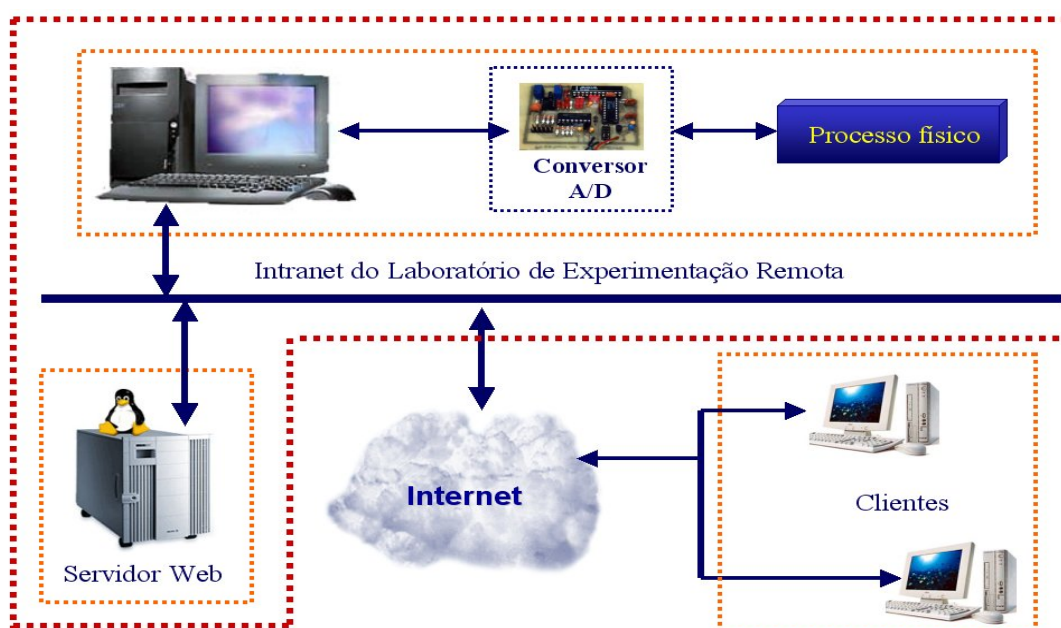 Processo físico
Conversor
A/D
Intranet do Laboratório de Experimentação Remota
Internet
Clientes
Servidor Web